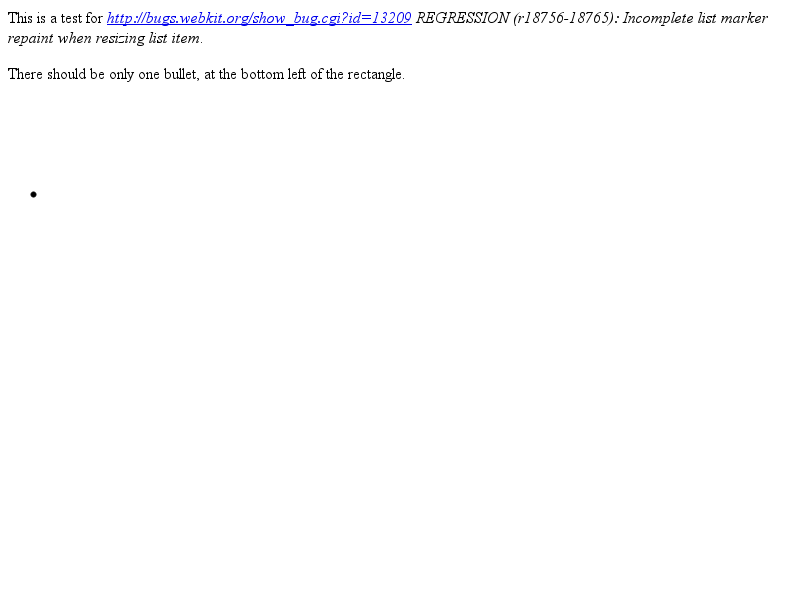 This is a test for http://bugs.webkit.org/show_bug.cgi?id=13209 REGRESSION (r18756-18765): Incomplete list marker
repaint when resizing list item.
There should be only one bullet, at the bottom left of the rectangle.
•